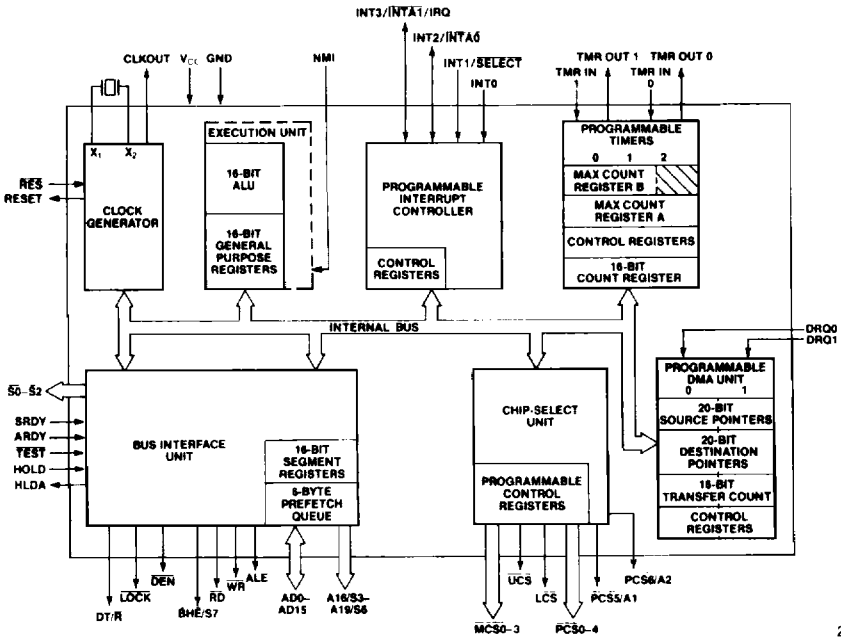 INT3/INTA1/IRQ
INT2/INTA0
INT1/SELECT
INT0
CLKOUT
VCC
GND
NMI
TMR OUT 1
TMR OUT 0
TMR IN 1
TMR IN 0
X1
X2
CLOCK
GENERATOR
RES
RESET
EXECUTION UNIT
16-BIT
ALU
16-BIT
GENERAL
PURPOSE
REGISTERS
PROGRAMMABLE
INTERRUPT
CONTROLLER
CONTROL
REGISTERS
PROGRAMMABLE
TIMERS
0 1 2
MAX COUNT
REGISTER B
MAX COUNT
REGISTER A
CONTROL REGISTERS
16-BIT
COUNT REGISTER
INTERNAL BUS
DRQ0
DRQ1
PROGRAMMABLE
DMA UNIT
0 1
20-BIT
SOURCE POINTERS
20-BIT
DESTINATION
POINTERS
16-BIT
TRANSFER COUNT
CONTROL
REGISTERS
S0-S2
SRDY
ARDY
TEST
HOLD
HLDA
BUS INTERFACE
UNIT
16-BIT
SEGMENT
REGISTERS
6-BYTE
PREFETCH
QUEUE
CHIP-SELECT
UNIT
PROGRAMMABLE
CONTROL
REGISTERS
DT/R
LOCK
DEN
BHE/S7
RD
WR
ALE
AD0-
AD15
A16/S3-
A19/S6
MCS0-3
UCS
LCS
PCS0-4
PCS5/A1
PCS6/A2
2